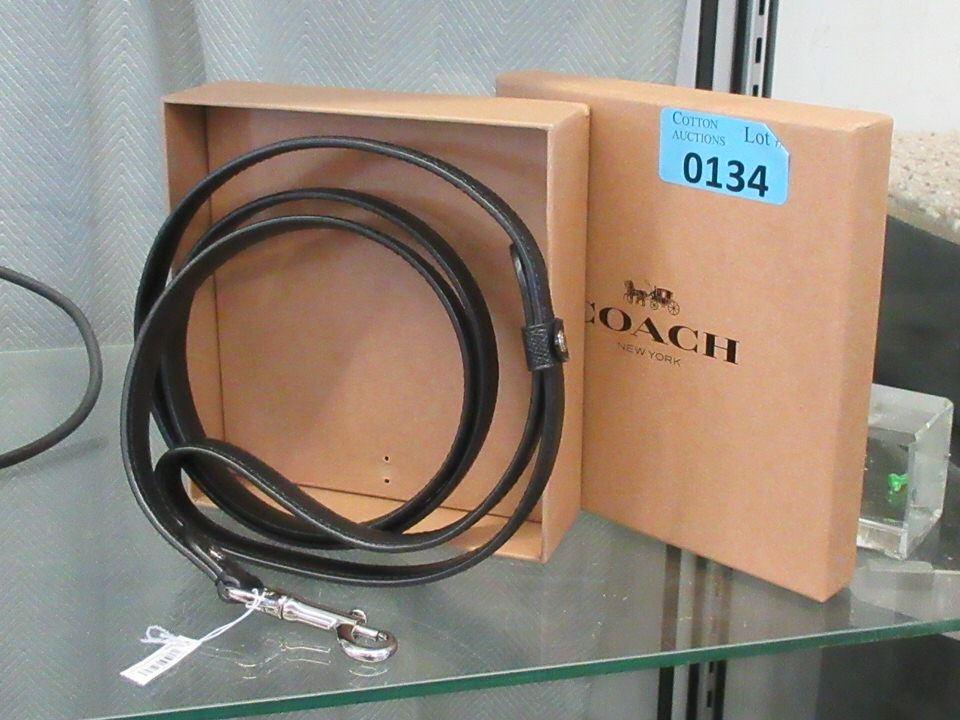 COTTON
AUCTIONS
Lot
0134
COACH
NEW YORK